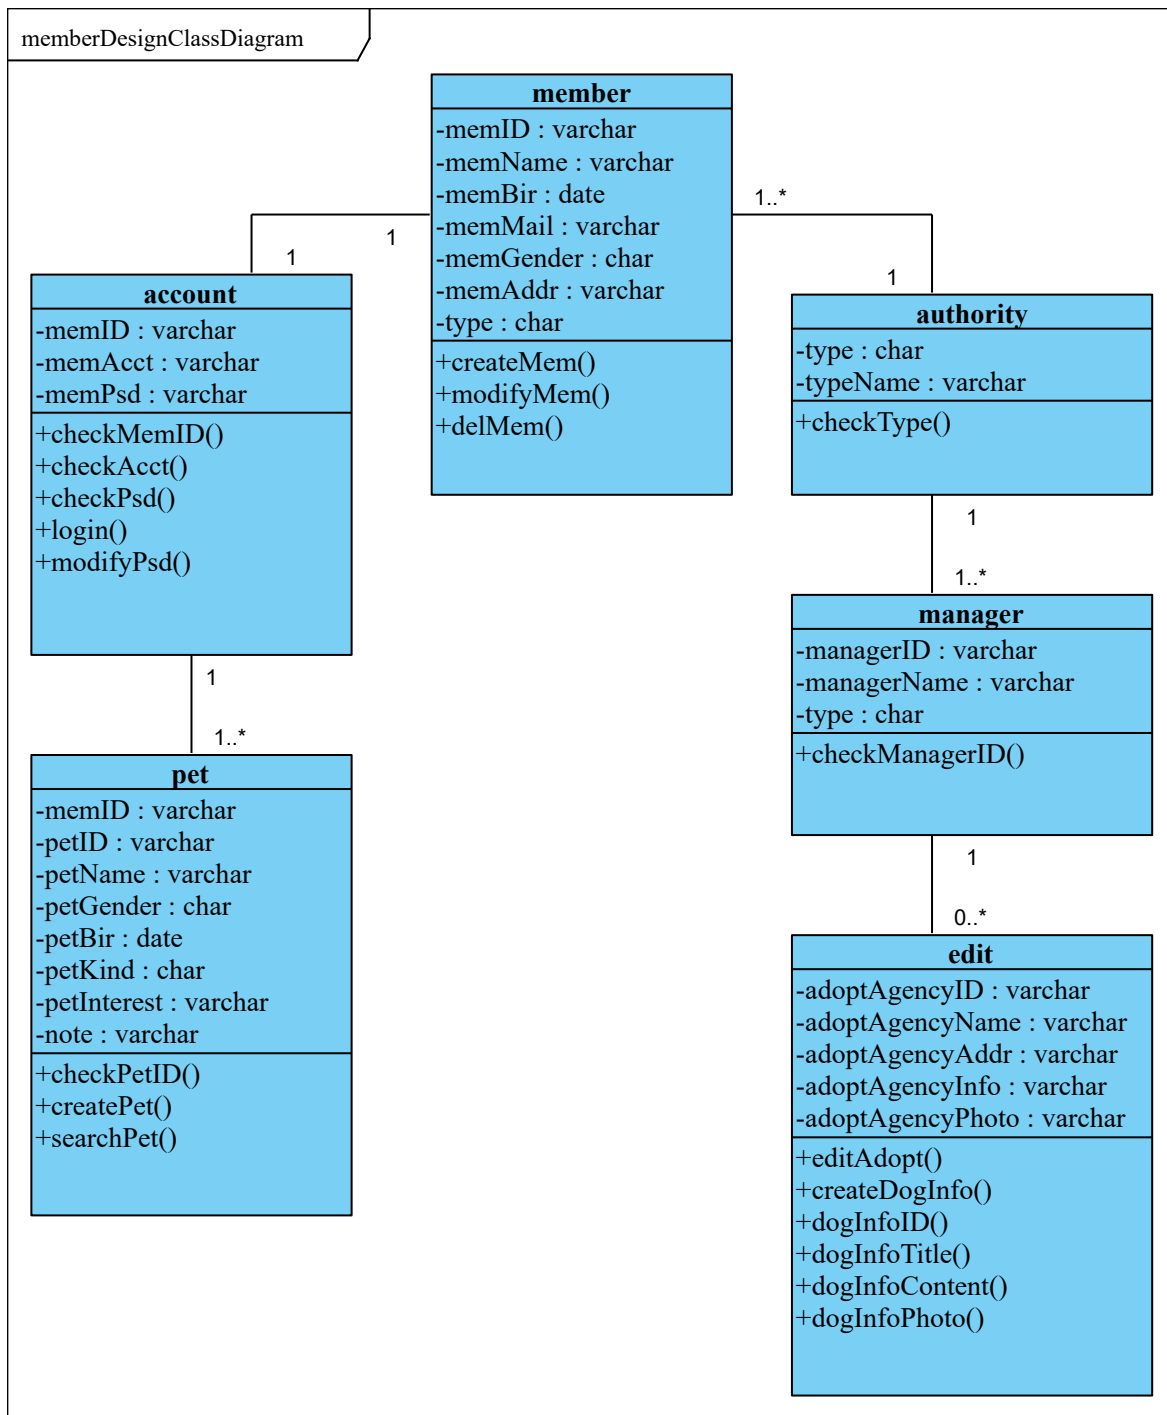 memberDesignClassDiagram
member
-memID : varchar
-memName : varchar
-memBir : date
-memMail : varchar
-memGender : char
-memAddr : varchar
-type : char
+createMem()
+modifyMem()
+delMem()
1
1
1..*
1
account
-memID : varchar
-memAcct : varchar
-memPsd : varchar
+checkMemID()
+checkAcct()
+checkPsd()
+login()
+modifyPsd()
1
1..*
pet
-memID : varchar
-petID : varchar
-petName : varchar
-petGender : char
-petBir : date
-petKind : char
-petInterest : varchar
-note : varchar
+checkPetID()
+createPet()
+searchPet()
authority
-type : char
-typeName : varchar
+checkType()
1
1..*
manager
-managerID : varchar
-managerName : varchar
-type : char
+checkManagerID()
1
0..*
edit
-adoptAgencyID : varchar
-adoptAgencyName : varchar
-adoptAgencyAddr : varchar
-adoptAgencyInfo : varchar
-adoptAgencyPhoto : varchar
+editAdopt()
+createDogInfo()
+dogInfoID()
+dogInfoTitle()
+dogInfoContent()
+dogInfoPhoto()